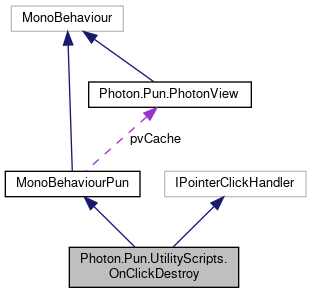 MonoBehaviour
Photon.Pun.PhotonView
pvCache
MonoBehaviourPun
IPointerClickHandler
Photon.Pun.UtilityScripts.
OnClickDestroy